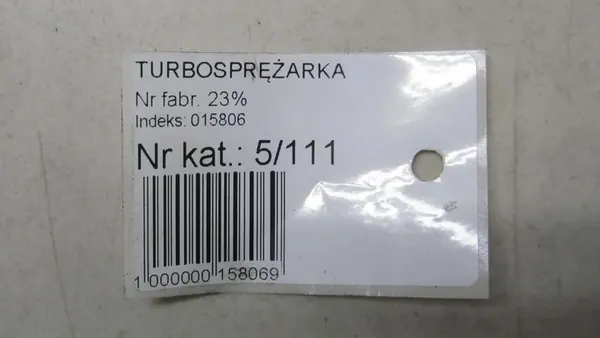 TURBOSPRĘŻARKA
Nr fabr. 23%
Indeks: 015806
Nr kat.: 5/111
1 000000 158069